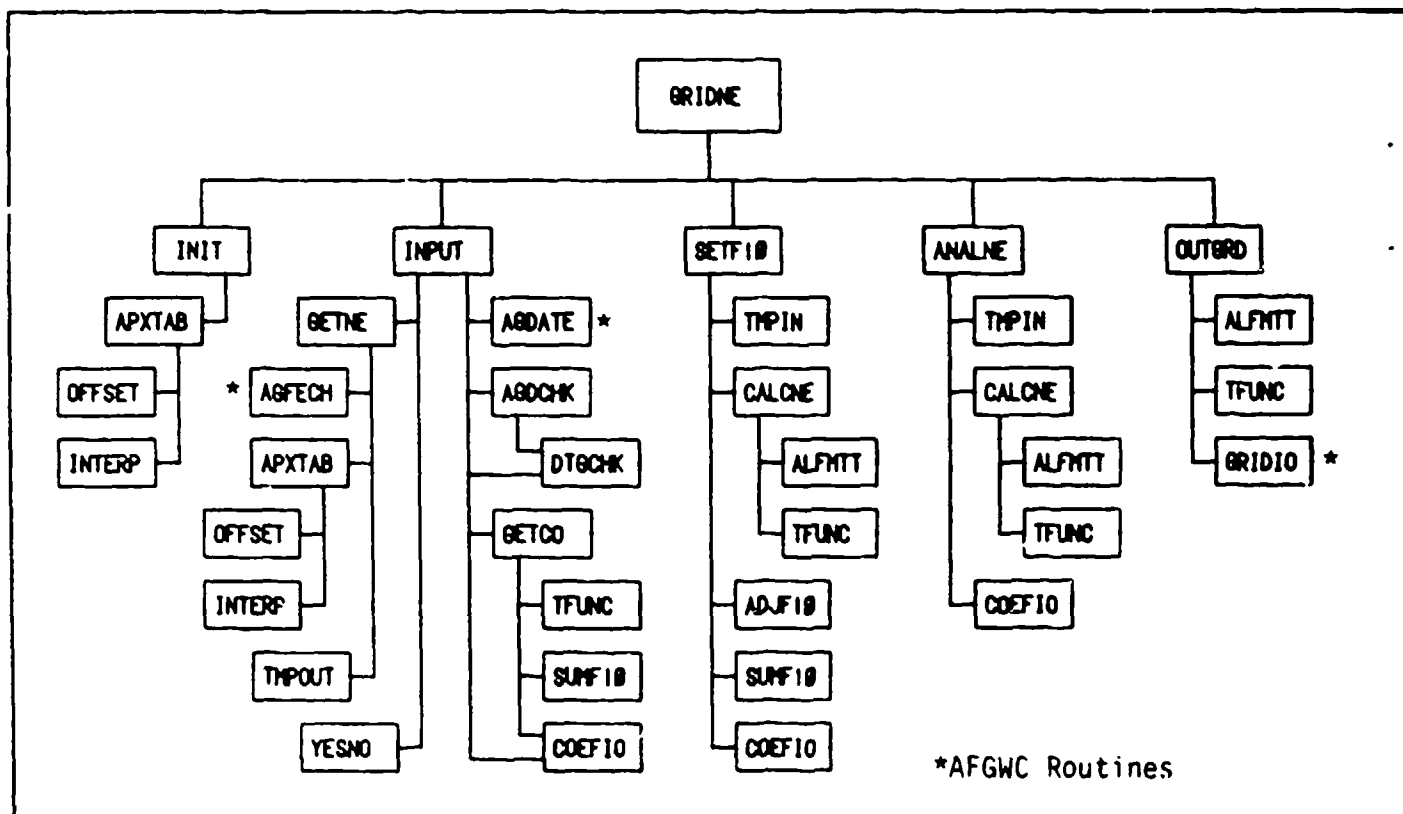 GRIDNE
INIT INPUT SETF10 ANALNE OUTGRD
APXTAB GETNE AGDATE * TMPIN TMPIN ALFMTT
OFFSET * AGFECH AGDCHK CALCNE CALCNE TFUNC
INTERP APXTAB DTGCHK ALFMTT ALFMTT GRIDIO *
OFFSET GETCO TFUNC TFUNC
INTERF TFUNC ADJF10 COEFIO
TMPOUT SUMF10 SUMF10
YESNO COEFIO COEFIO
*AFGWC Routines